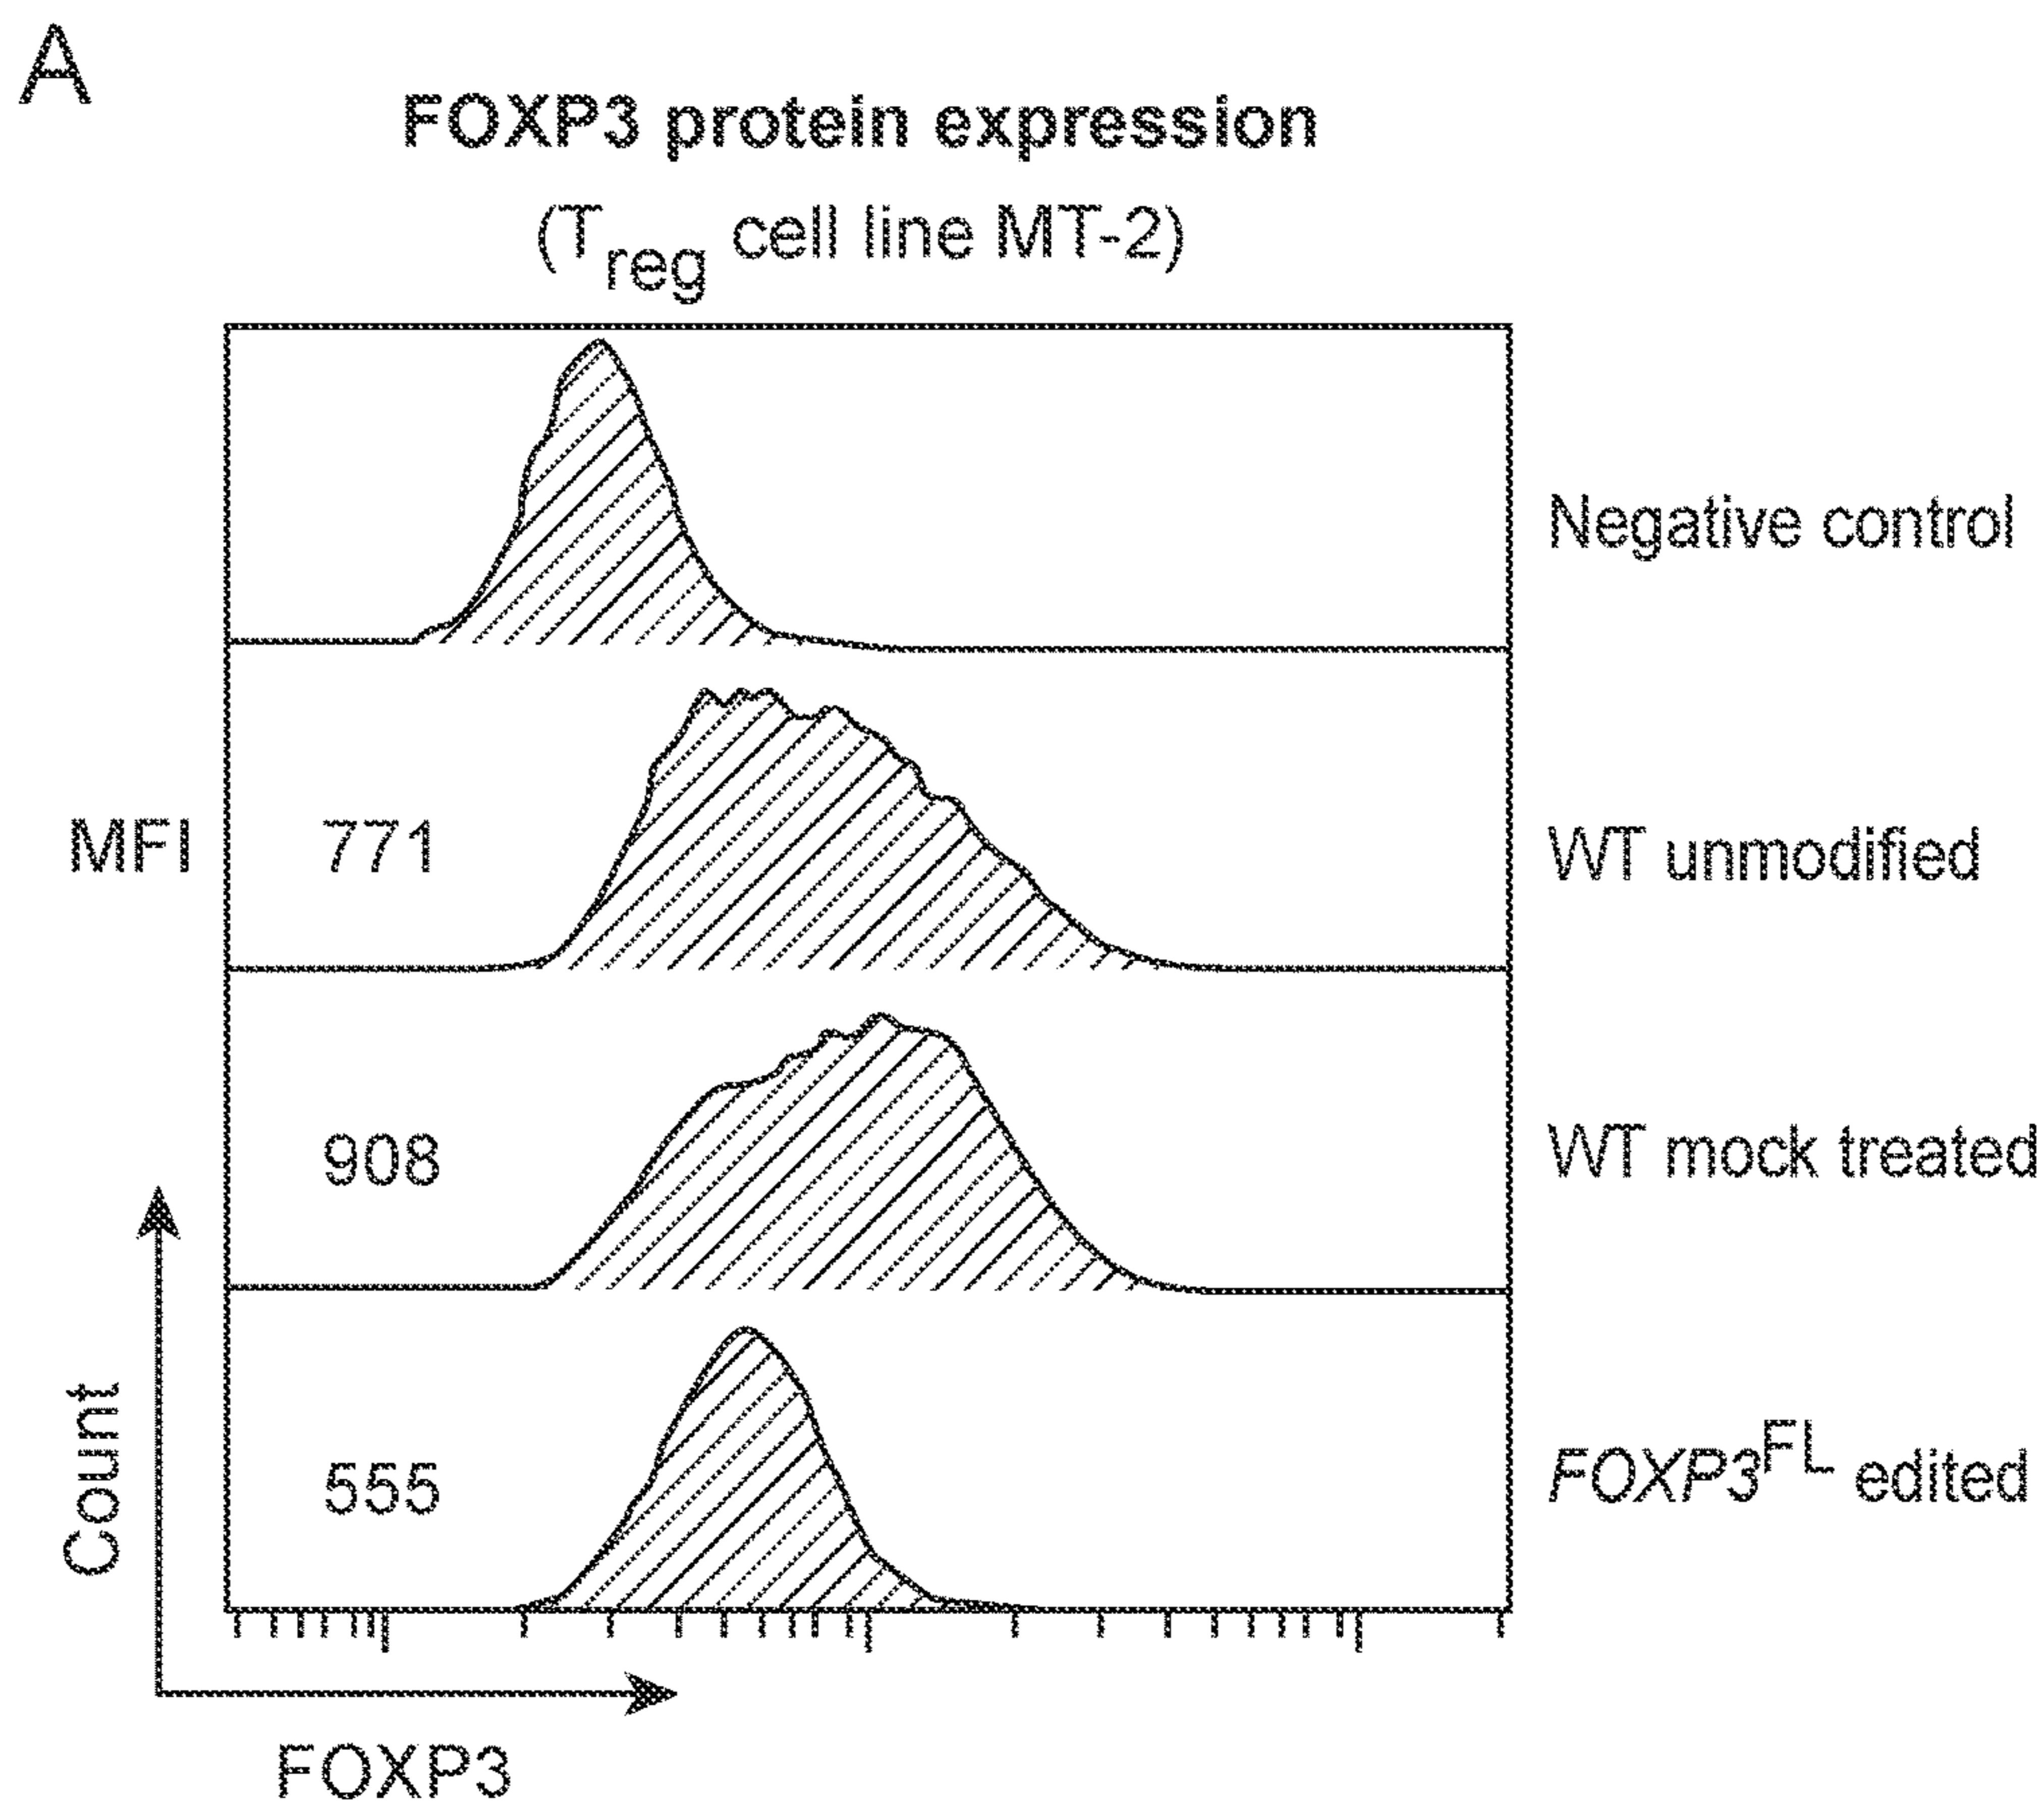 A
FOXP3 protein expression
(Treg cell line MT-2)
Negative control
MFI 771 WT unmodified
908 WT mock treated
555 FOXP3FL edited
Count
FOXP3